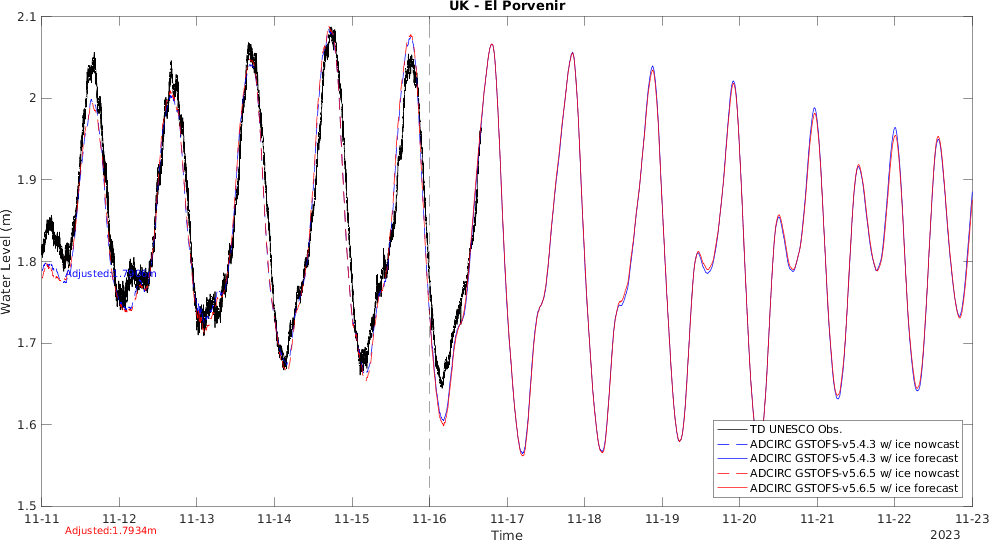 UK - El Porvenir
2.1
2
1.9
1.8
1.7
1.6
1.5
Water Level (m)
Adjusted:1.7934m
11-11
11-12
11-13
11-14
11-15
11-16
11-17
11-18
11-19
11-20
11-21
11-22
11-23
Time
2023
TD UNESCO Obs.
ADCIRC GSTOFS-v5.4.3 w/ ice nowcast
ADCIRC GSTOFS-v5.4.3 w/ ice forecast
ADCIRC GSTOFS-v5.6.5 w/ ice nowcast
ADCIRC GSTOFS-v5.6.5 w/ ice forecast